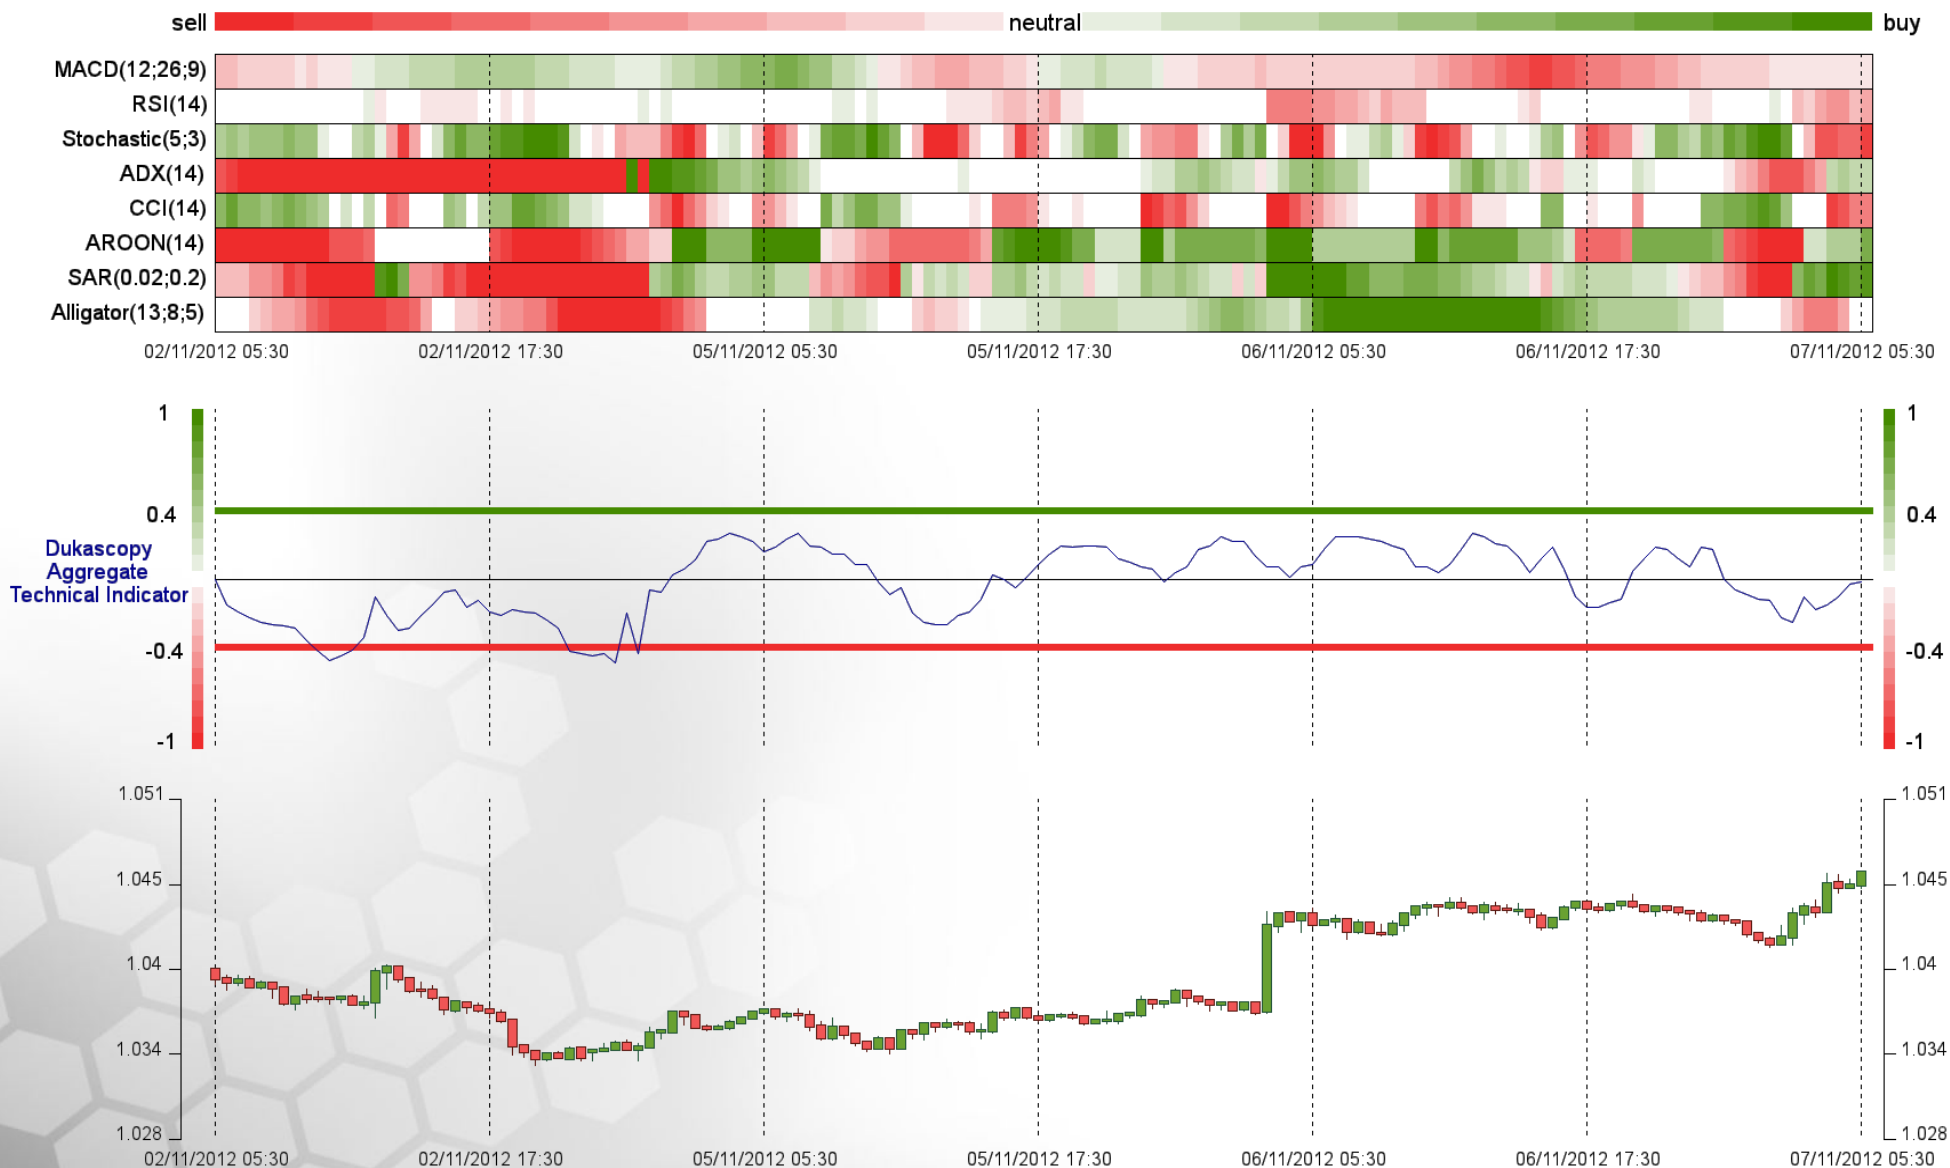 sell neutral buy
MACD(12;26;9)
RSI(14)
Stochastic(5;3)
ADX(14)
CCI(14)
AROON(14)
SAR(0.02;0.2)
Alligator(13;8;5)
02/11/2012 05:30 02/11/2012 17:30 05/11/2012 05:30 05/11/2012 17:30 06/11/2012 05:30 06/11/2012 17:30 07/11/2012 05:30
1 1
0.4 0.4
Dukascopy
Aggregate
Technical Indicator
-0.4 -0.4
-1 -1
1.051 1.051
1.045 1.045
1.04 1.04
1.034 1.034
1.028 1.028
02/11/2012 05:30 02/11/2012 17:30 05/11/2012 05:30 05/11/2012 17:30 06/11/2012 05:30 06/11/2012 17:30 07/11/2012 05:30